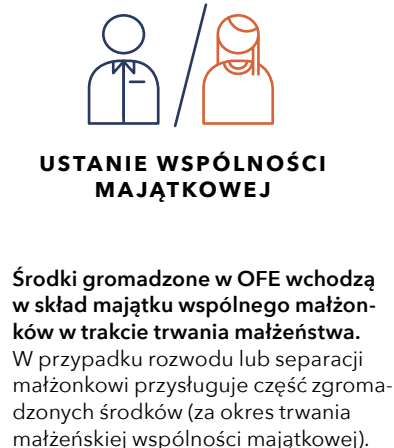 USTANIE WSPÓLNOŚCI
MAJĄTKOWEJ
Środki gromadzone w OFE wchodzą
w skład majątku wspólnego małżon-
ków w trakcie trwania małżeństwa.
W przypadku rozwodu lub separacji
małżonkowi przysługuje część zgroma-
dzonych środków (za okres trwania
małżeńskiej wspólności majątkowej).